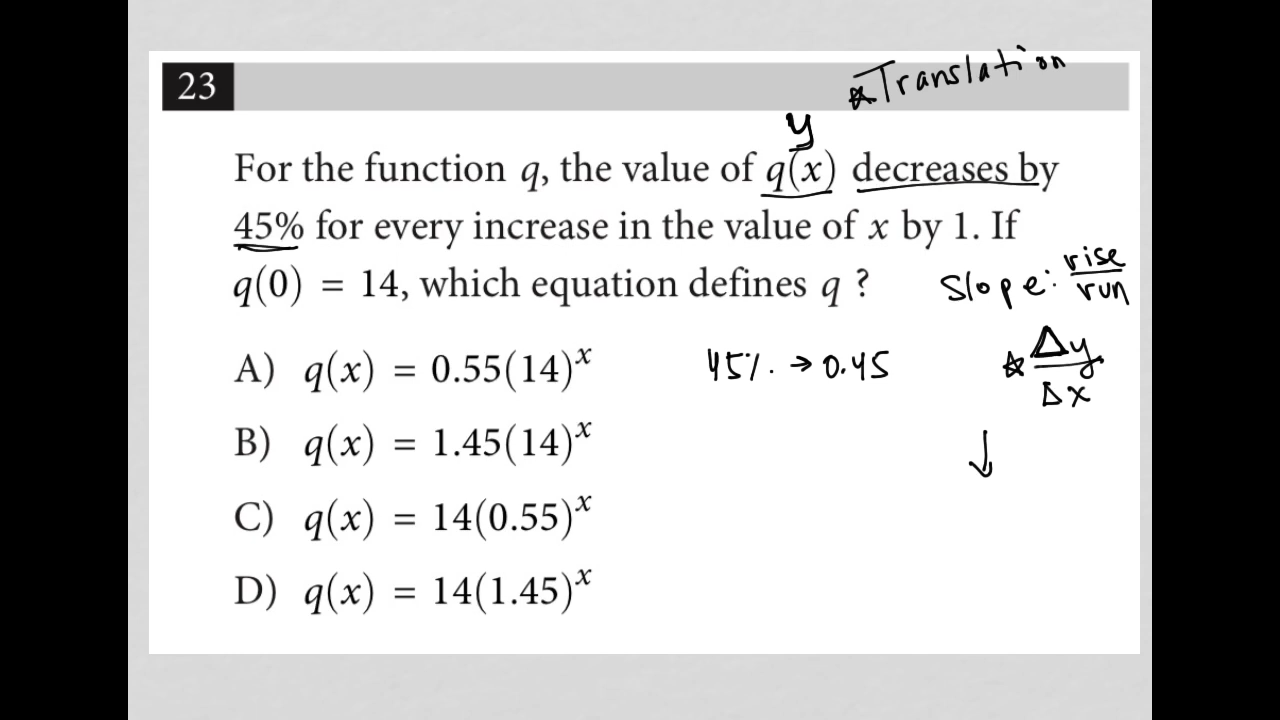 23
*Translation
y
For the function q, the value of q(x) decreases by
45% for every increase in the value of x by 1. If
q(0) = 14, which equation defines q ?
Slope: rise/run
A) q(x) = 0.55(14)^x
45% → 0.45
* Δy/Δx
B) q(x) = 1.45(14)^x
↓
C) q(x) = 14(0.55)^x
D) q(x) = 14(1.45)^x